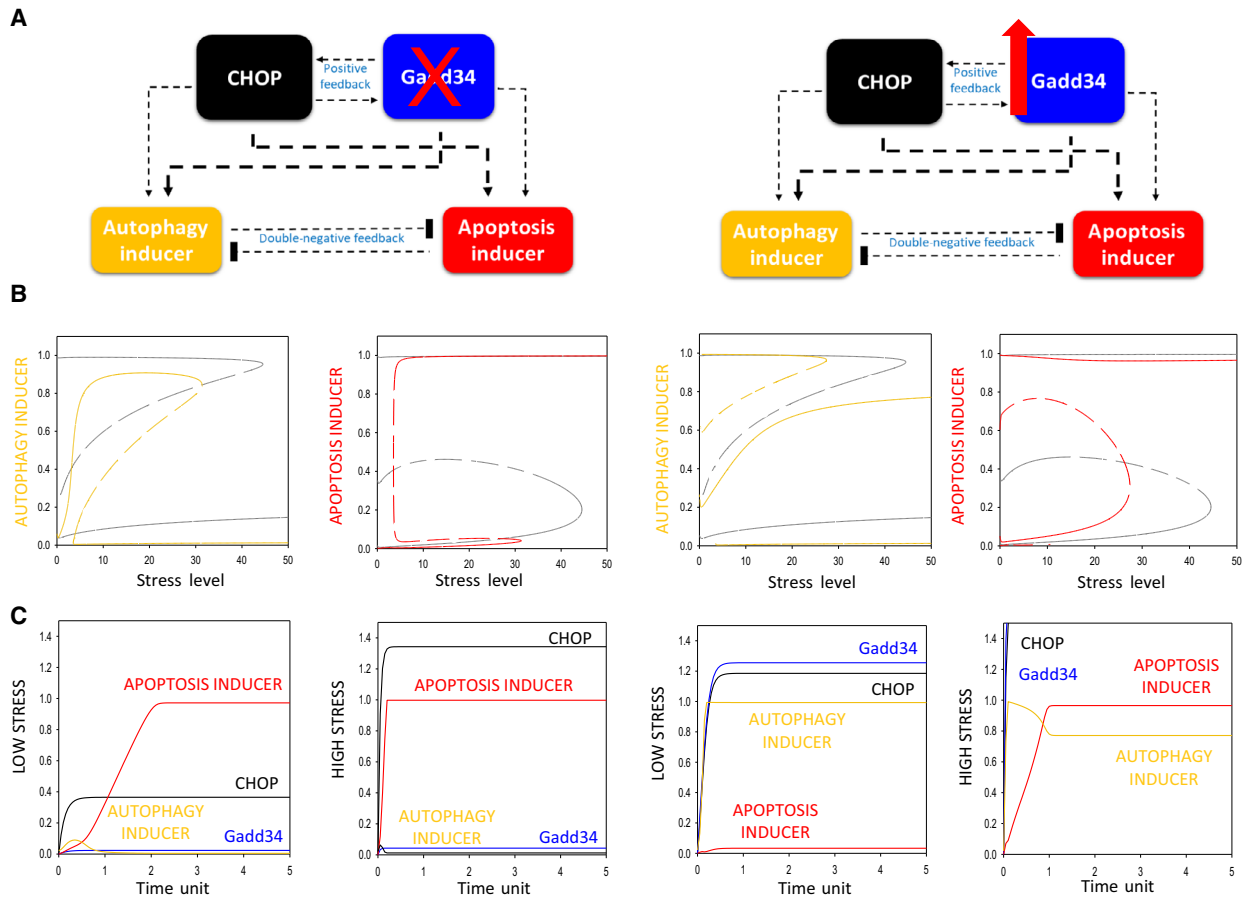 A
CHOP
Positive
feedback
Gadd34
Autophagy
inducer
Double-negative feedback
Apoptosis
inducer
CHOP
Positive
feedback
Gadd34
Autophagy
inducer
Double-negative feedback
Apoptosis
inducer
B
AUTOPHAGY INDUCER
1.0
0.8
0.6
0.4
0.2
0.0
0 10 20 30 40 50
Stress level
APOPTOSIS INDUCER
1.0
0.8
0.6
0.4
0.2
0.0
0 10 20 30 40 50
Stress level
AUTOPHAGY INDUCER
1.0
0.8
0.6
0.4
0.2
0.0
0 10 20 30 40 50
Stress level
APOPTOSIS INDUCER
1.0
0.8
0.6
0.4
0.2
0.0
0 10 20 30 40 50
Stress level
C
LOW STRESS
1.4
1.2
1.0
0.8
0.6
0.4
0.2
0.0
APOPTOSIS INDUCER
CHOP
AUTOPHAGY
INDUCER
Gadd34
0 1 2 3 4 5
Time unit
HIGH STRESS
1.4
1.2
1.0
0.8
0.6
0.4
0.2
0.0
CHOP
APOPTOSIS INDUCER
AUTOPHAGY
INDUCER
Gadd34
0 1 2 3 4 5
Time unit
LOW STRESS
1.4
1.2
1.0
0.8
0.6
0.4
0.2
0.0
Gadd34
CHOP
AUTOPHAGY
INDUCER
APOPTOSIS
INDUCER
0 1 2 3 4 5
Time unit
HIGH STRESS
1.4
1.2
1.0
0.8
0.6
0.4
0.2
0.0
CHOP
Gadd34
APOPTOSIS
INDUCER
AUTOPHAGY
INDUCER
0 1 2 3 4 5
Time unit